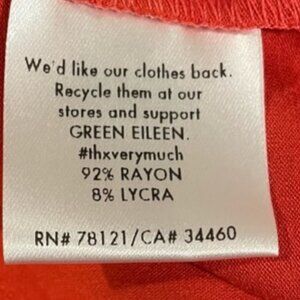 We'd like our clothes back.
Recycle them at our
stores and support
GREEN EILEEN.
#thxverymuch
92% RAYON
8% LYCRA
RN# 78121/CA# 34460